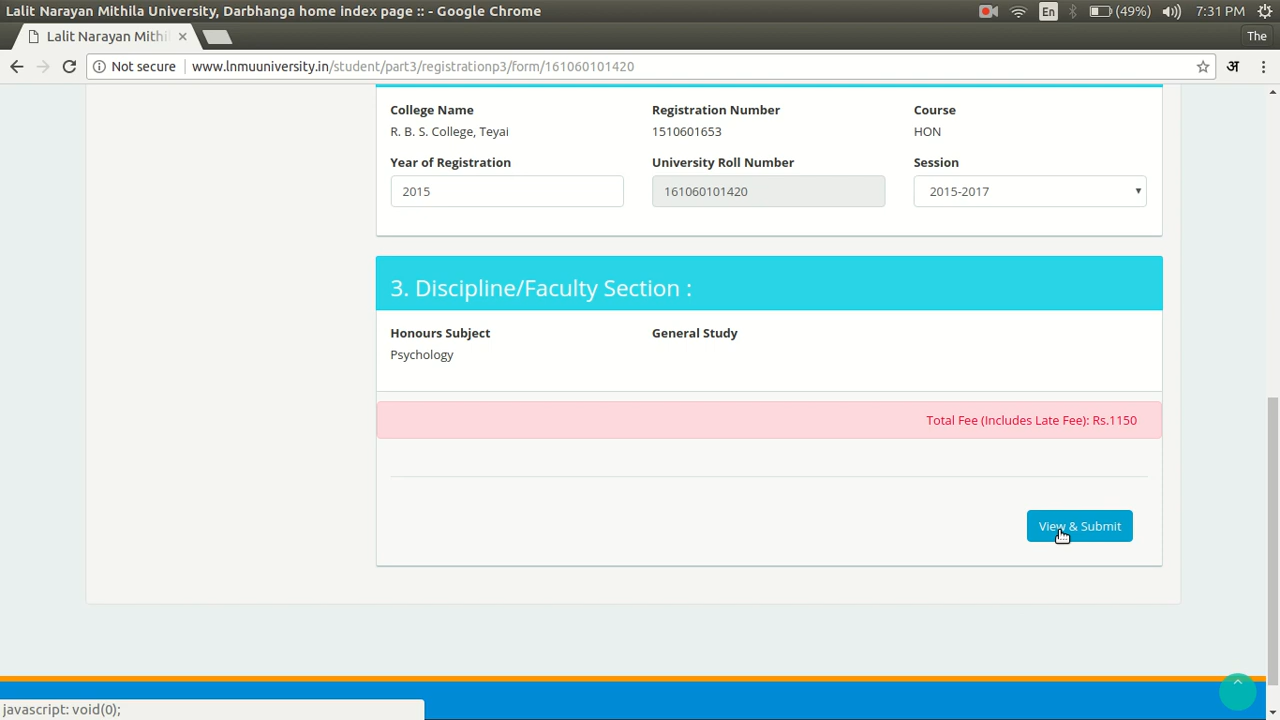 Lalit Narayan Mithila University, Darbhanga home index page :: - Google Chrome
En (49%) 7:31 PM
Lalit Narayan Mithil
The
Not secure | www.lnmuuniversity.in/student/part3/registrationp3/form/161060101420
अ
College Name Registration Number Course
R. B. S. College, Teyai 1510601653 HON
Year of Registration University Roll Number Session
2015 161060101420 2015-2017
3. Discipline/Faculty Section :
Honours Subject General Study
Psychology
Total Fee (Includes Late Fee): Rs.1150
View & Submit
javascript: void(0);